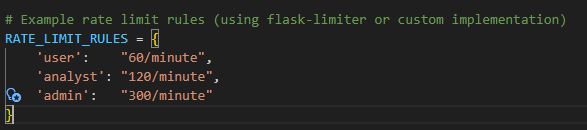 # Example rate limit rules (using flask-limiter or custom implementation)
RATE_LIMIT_RULES = {
    'user':    "60/minute",
    'analyst': "120/minute",
    'admin':   "300/minute"
}